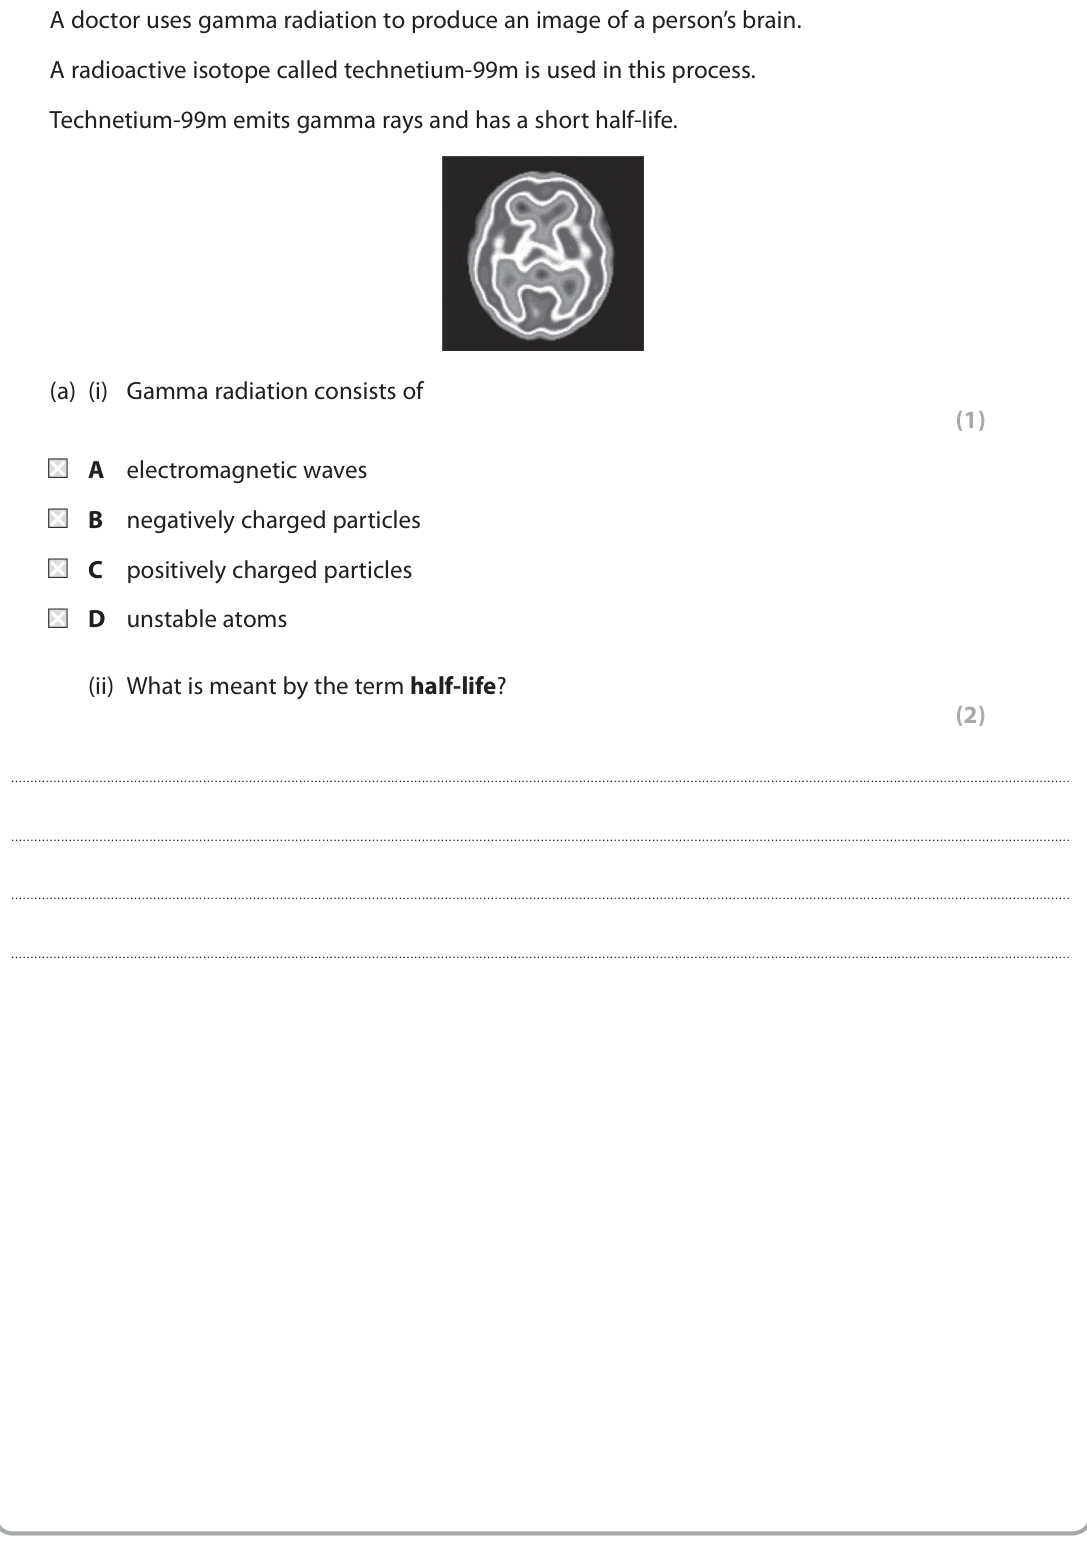 A doctor uses gamma radiation to produce an image of a person’s brain.
A radioactive isotope called technetium-99m is used in this process.
Technetium-99m emits gamma rays and has a short half-life.
(a) (i) Gamma radiation consists of
(1)
A electromagnetic waves
B negatively charged particles
C positively charged particles
D unstable atoms
(ii) What is meant by the term half-life?
(2)